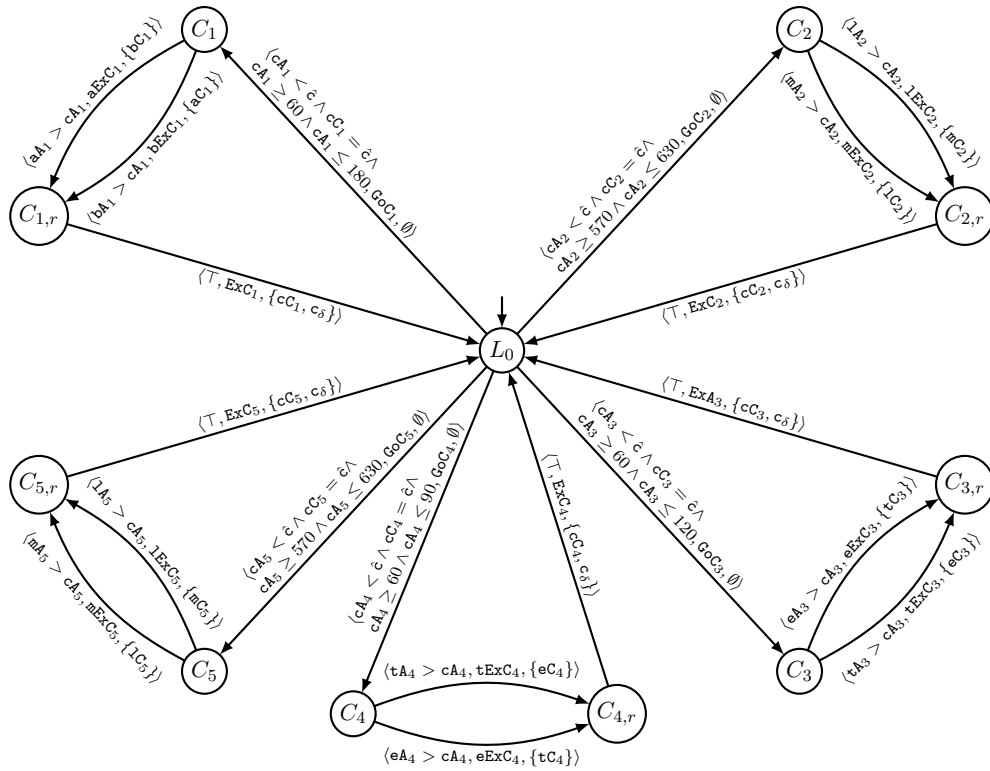 C₁
⟨aA₁ > cA₁, aExC₁, {bC₁}⟩
⟨bA₁ > cA₁, bExC₁, {aC₁}⟩
C₁,ᵣ
⟨cA₁ < ĉ ∧ cC₁ = ĉ∧
cA₁ ≥ 60 ∧ cA₁ ≤ 180, GoC₁, ∅⟩
⟨⊤, ExC₁, {cC₁, c_δ}⟩
C₂
⟨lA₂ > cA₂, lExC₂, {mC₂}⟩
⟨mA₂ > cA₂, mExC₂, {lC₂}⟩
C₂,ᵣ
⟨cA₂ < ĉ ∧ cC₂ = ĉ∧
cA₂ ≥ 570 ∧ cA₂ ≤ 630, GoC₂, ∅⟩
⟨⊤, ExC₂, {cC₂, c_δ}⟩
L₀
⟨⊤, ExC₅, {cC₅, c_δ}⟩
C₅,ᵣ
⟨lA₅ > cA₅, lExC₅, {mC₅}⟩
⟨mA₅ > cA₅, mExC₅, {lC₅}⟩
C₅
⟨cA₅ < ĉ ∧ cC₅ = ĉ∧
cA₅ ≥ 570 ∧ cA₅ ≤ 630, GoC₅, ∅⟩
⟨cA₄ < ĉ ∧ cC₄ = ĉ∧
cA₄ ≥ 60 ∧ cA₄ ≤ 90, GoC₄, ∅⟩
⟨⊤, ExC₄, {cC₄, c_δ}⟩
⟨cA₃ < ĉ ∧ cC₃ = ĉ∧
cA₃ ≥ 60 ∧ cA₃ ≤ 120, GoC₃, ∅⟩
⟨⊤, ExA₃, {cC₃, c_δ}⟩
C₃,ᵣ
⟨eA₃ > cA₃, eExC₃, {tC₃}⟩
⟨tA₃ > cA₃, tExC₃, {eC₃}⟩
C₃
C₄
⟨tA₄ > cA₄, tExC₄, {eC₄}⟩
⟨eA₄ > cA₄, eExC₄, {tC₄}⟩
C₄,ᵣ